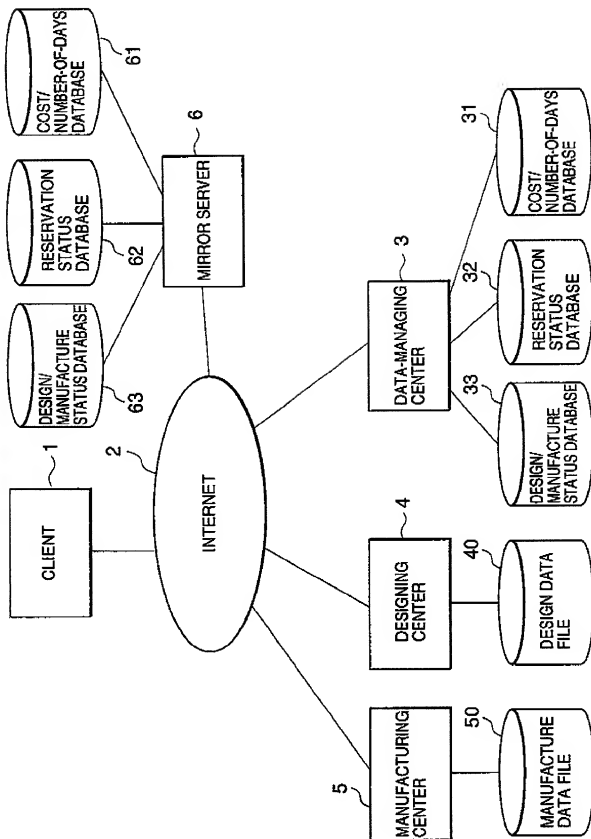 1
CLIENT
2
INTERNET
DESIGN/
MANUFACTURE
STATUS DATABASE
63
RESERVATION
STATUS
DATABASE
62
COST/
NUMBER-OF-DAYS
DATABASE
61
6
MIRROR SERVER
5
MANUFACTURING
CENTER
50
MANUFACTURE
DATA FILE
4
DESIGNING
CENTER
40
DESIGN DATA
FILE
3
DATA-MANAGING
CENTER
33
DESIGN/
MANUFACTURE
STATUS DATABASE
32
RESERVATION
STATUS
DATABASE
31
COST/
NUMBER-OF-DAYS
DATABASE